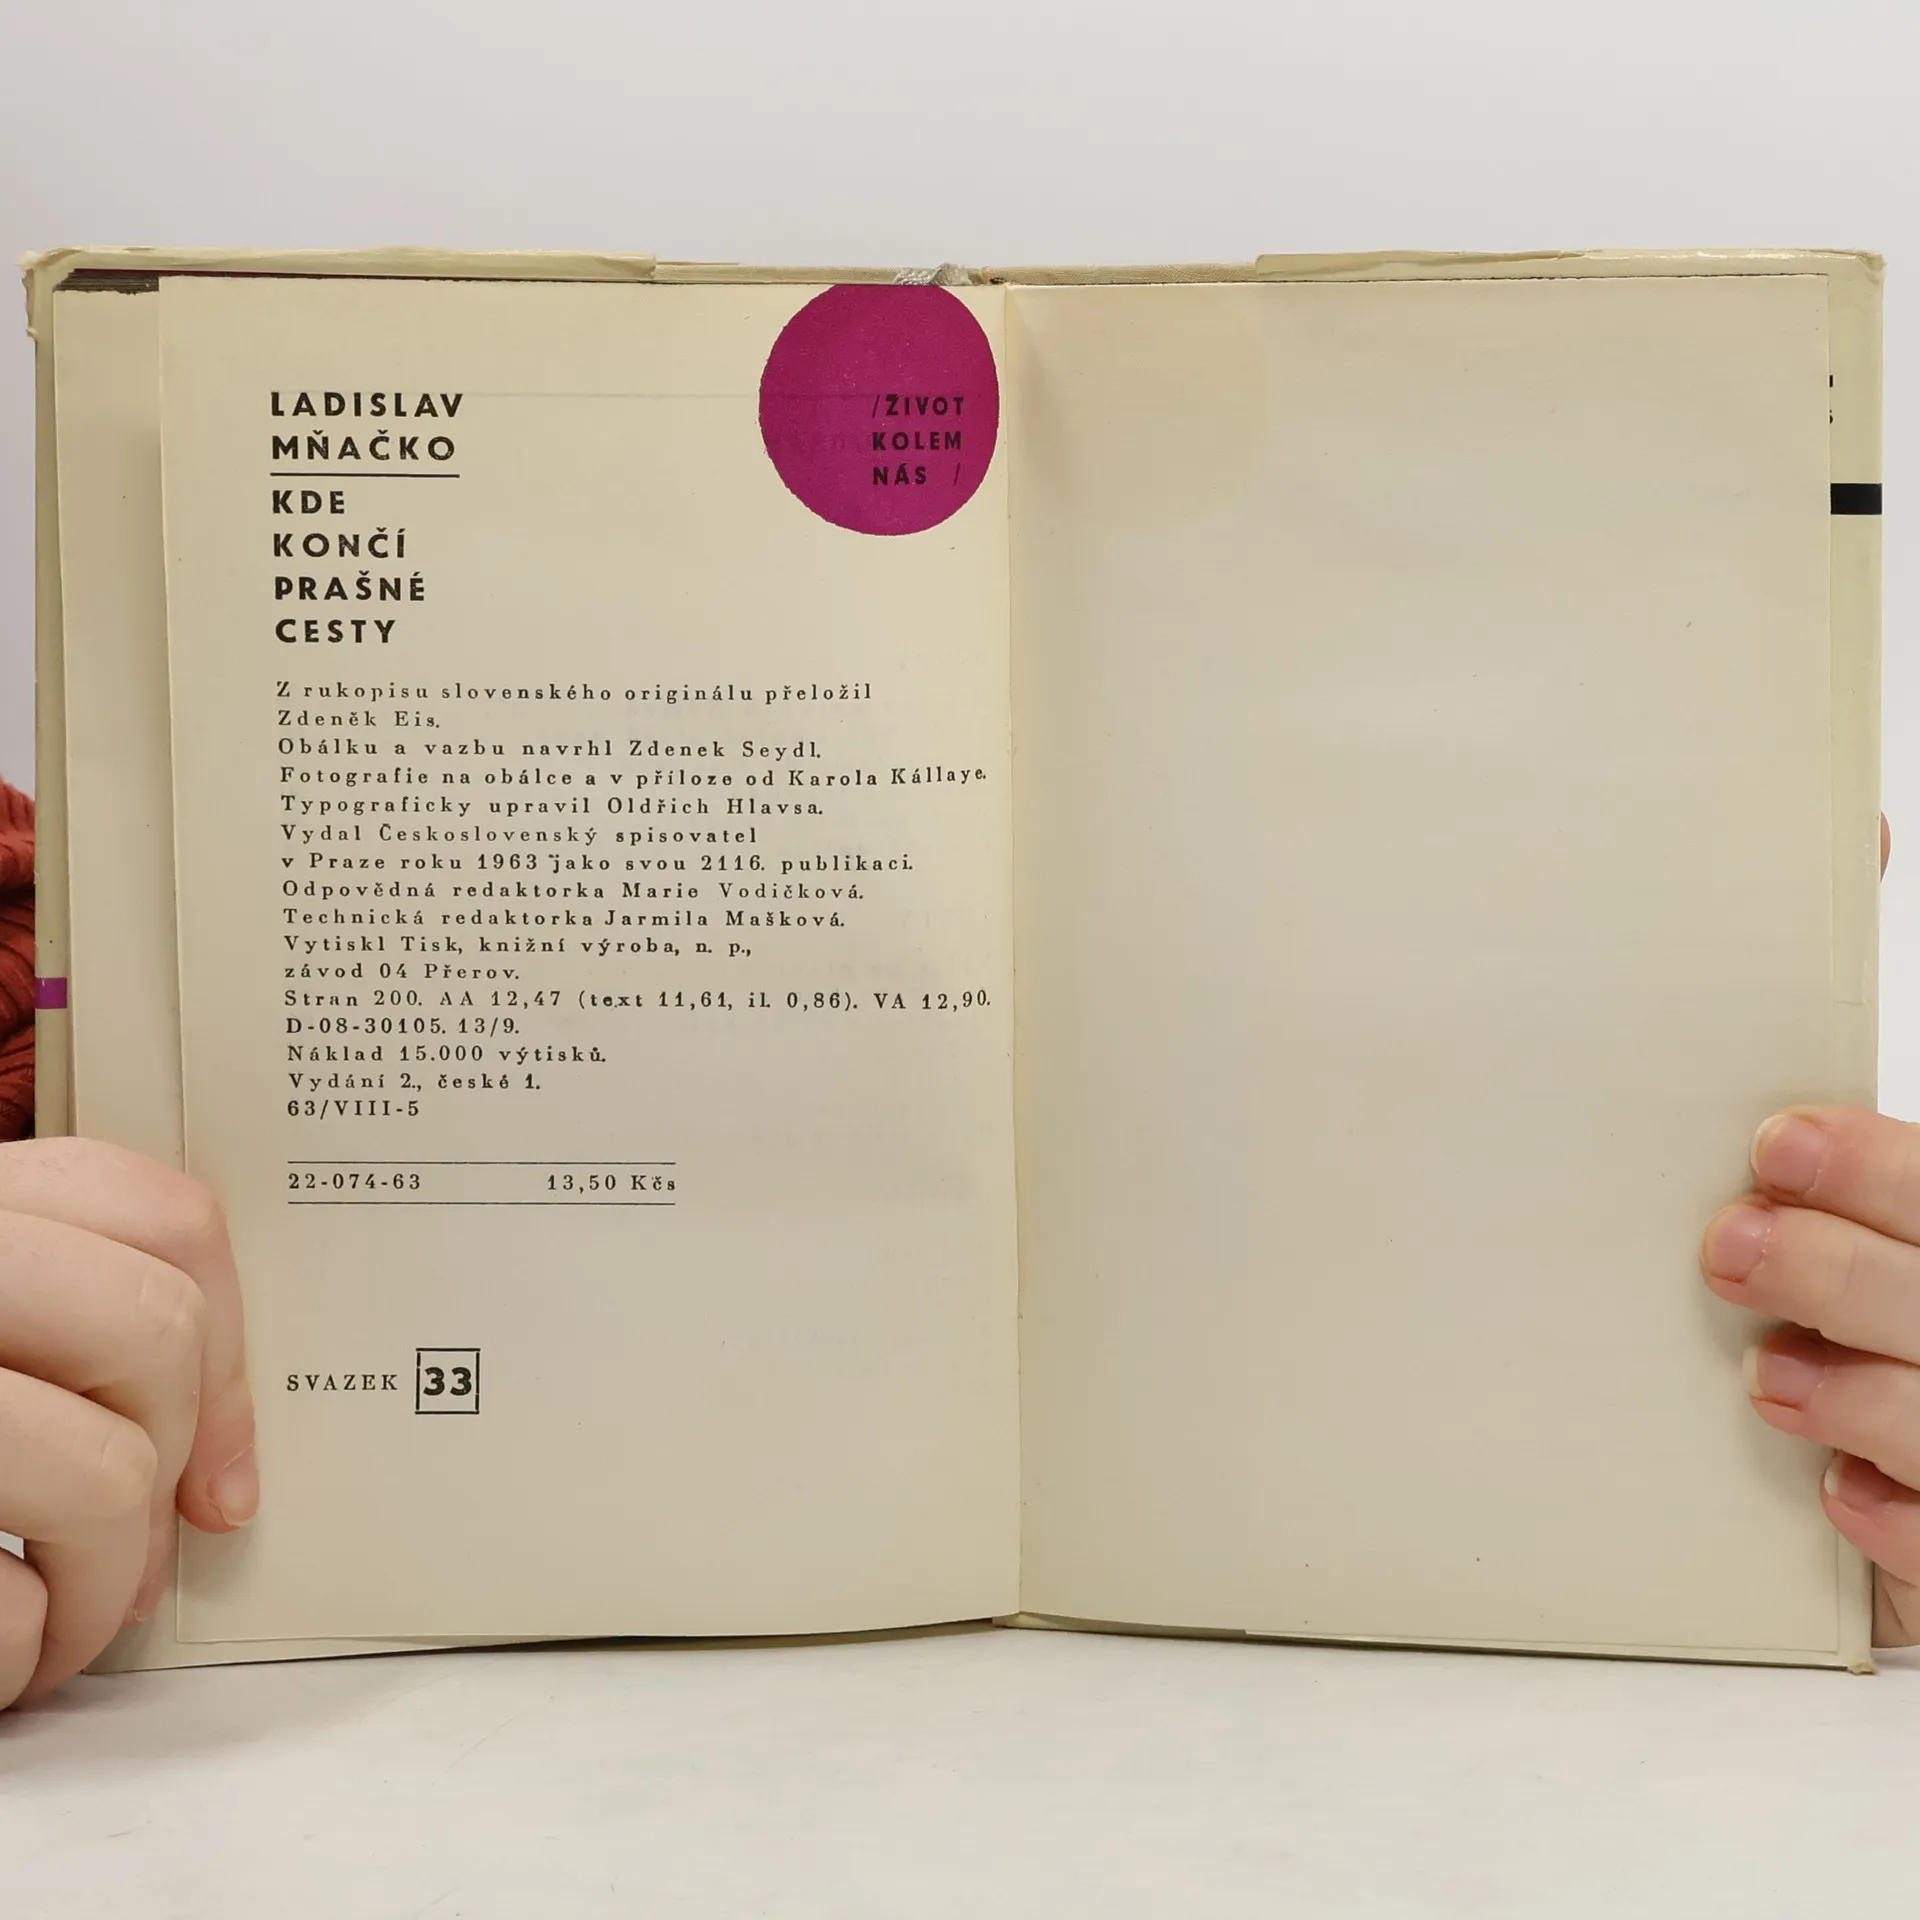 LADISLAV
MŇAČKO
KDE
KONČÍ
PRAŠNÉ
CESTY
/ŽIVOT
KOLEM
NÁS /
Z rukopisu slovenského originálu přeložil
Zdeněk Eis.
Obálku a vazbu navrhl Zdenek Seydl.
Fotografie na obálce a v příloze od Karola Kállaye.
Typograficky upravil Oldřich Hlavsa.
Vydal Československý spisovatel
v Praze roku 1963 jako svou 2116. publikaci.
Odpovědná redaktorka Marie Vodičková.
Technická redaktorka Jarmila Mašková.
Vytiskl Tisk, knižní výroba, n. p.,
závod 04 Přerov.
Stran 200. AA 12,47 (text 11,61, il. 0,86). VA 12,90.
D-08-30105. 13/9.
Náklad 15.000 výtisků.
Vydání 2., české 1.
63/VIII-5
22-074-63 13,50 Kčs
SVAZEK 33